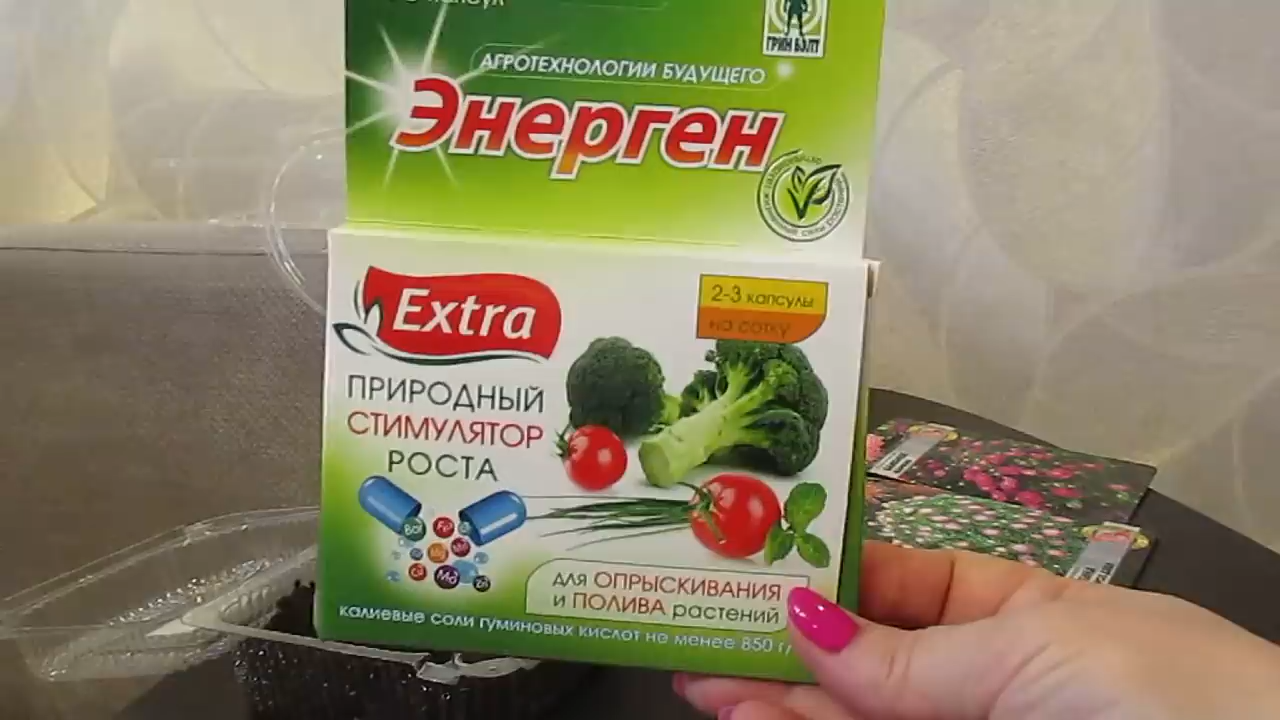 капсул
ГРИН БЭЛТ
АГРОТЕХНОЛОГИИ БУДУЩЕГО
Энерген
Extra
2-3 капсулы
на сотку
ПРИРОДНЫЙ
СТИМУЛЯТОР
РОСТА
для ОПРЫСКИВАНИЯ
и ПОЛИВА растений
калиевые соли гуминовых кислот не менее 850 г/